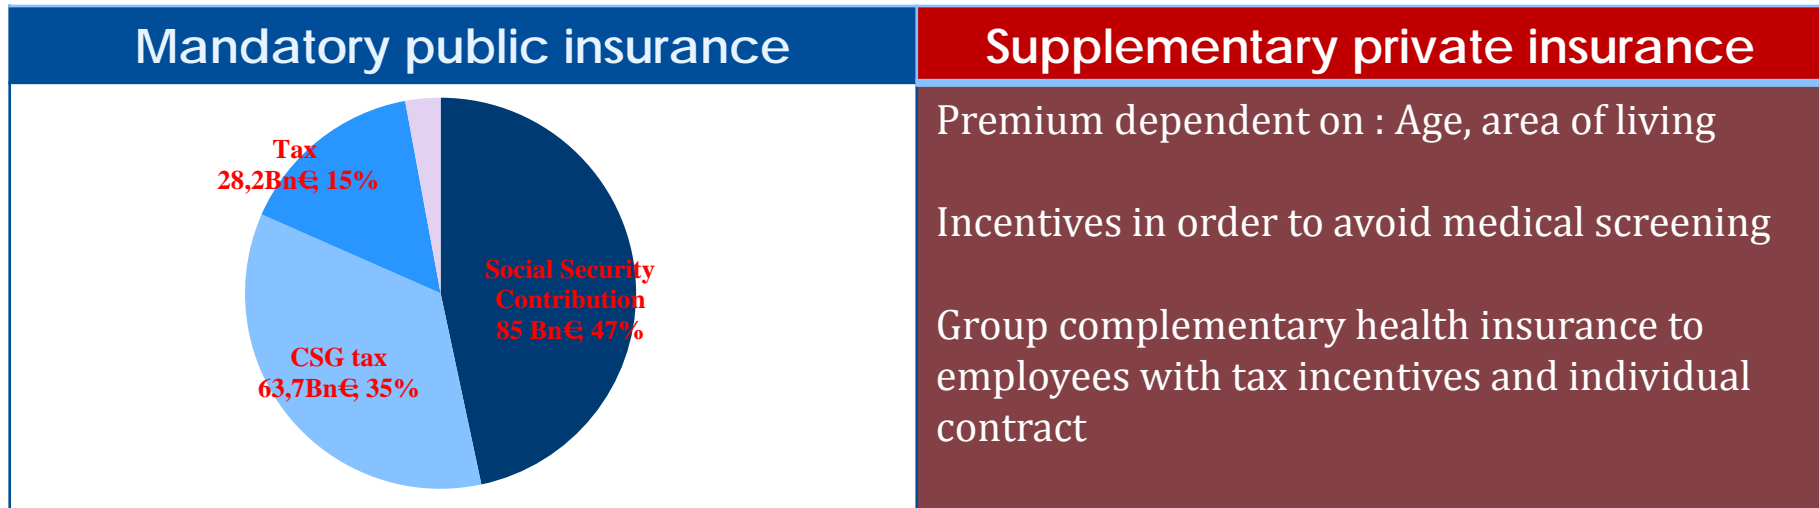 Mandatory public insurance
Supplementary private insurance
Tax
28,2Bn€; 15%
Social Security
Contribution
85 Bn€; 47%
CSG tax
63,7Bn€; 35%
Premium dependent on : Age, area of living
Incentives in order to avoid medical screening
Group complementary health insurance to
employees with tax incentives and individual
contract